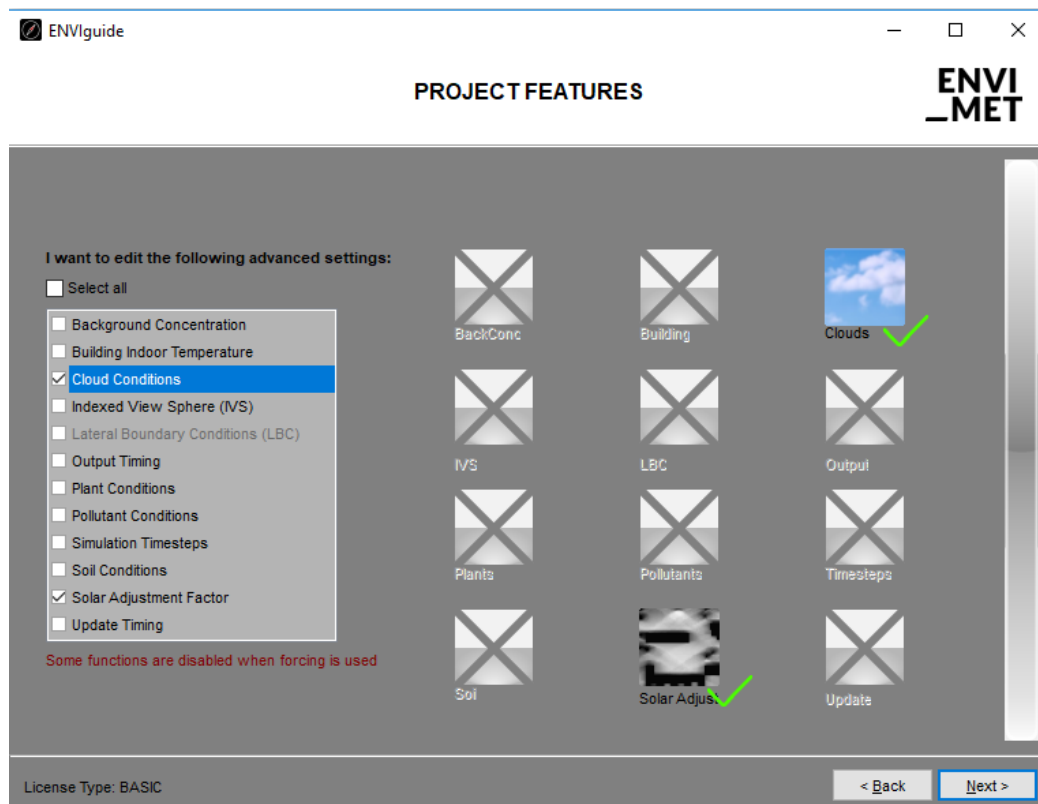 ENVIguide
PROJECT FEATURES
ENVI
_MET
I want to edit the following advanced settings:
Select all
Background Concentration
Building Indoor Temperature
Cloud Conditions
Indexed View Sphere (IVS)
Lateral Boundary Conditions (LBC)
Output Timing
Plant Conditions
Pollutant Conditions
Simulation Timesteps
Soil Conditions
Solar Adjustment Factor
Update Timing
Some functions are disabled when forcing is used
BackConc
Building
Clouds
IVS
LBC
Output
Plants
Pollutants
Timesteps
Soi
Solar Adjust
Update
License Type: BASIC
< Back
Next >